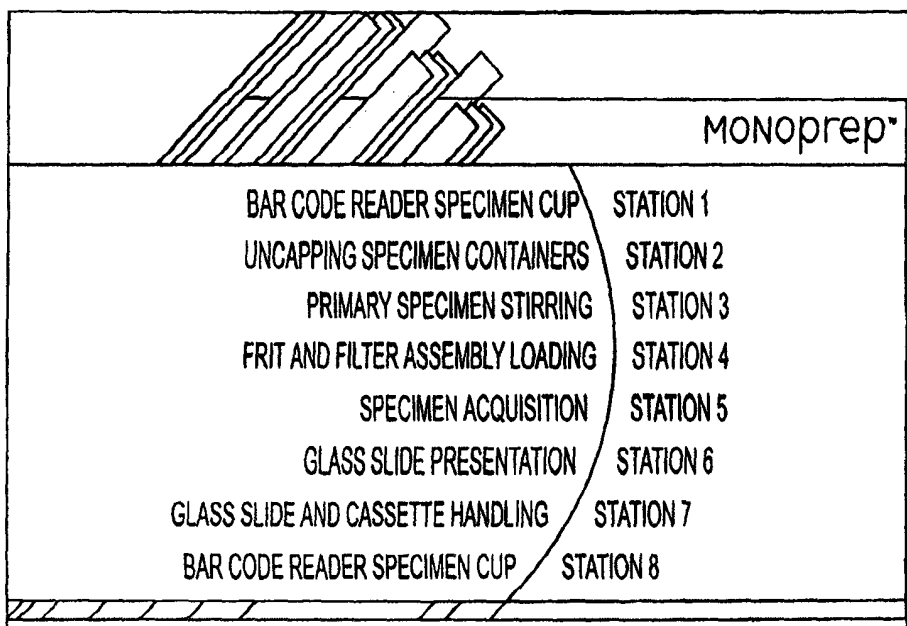 MONOprep™
BAR CODE READER SPECIMEN CUP STATION 1
UNCAPPING SPECIMEN CONTAINERS STATION 2
PRIMARY SPECIMEN STIRRING STATION 3
FRIT AND FILTER ASSEMBLY LOADING STATION 4
SPECIMEN ACQUISITION STATION 5
GLASS SLIDE PRESENTATION STATION 6
GLASS SLIDE AND CASSETTE HANDLING STATION 7
BAR CODE READER SPECIMEN CUP STATION 8